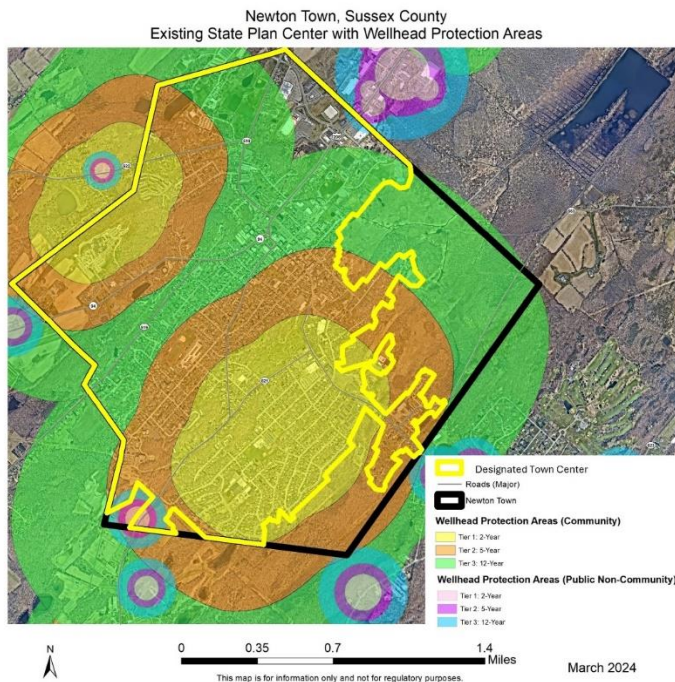 Newton Town, Sussex County
Existing State Plan Center with Wellhead Protection Areas
Designated Town Center
Roads (Major)
Newton Town
Wellhead Protection Areas (Community)
Tier 1: 2-Year
Tier 2: 5-Year
Tier 3: 12-Year
Wellhead Protection Areas (Public Non-Community)
Tier 1: 2-Year
Tier 2: 5-Year
Tier 3: 12-Year
N
0 0.35 0.7 1.4
Miles
This map is for information only and not for regulatory purposes.
March 2024